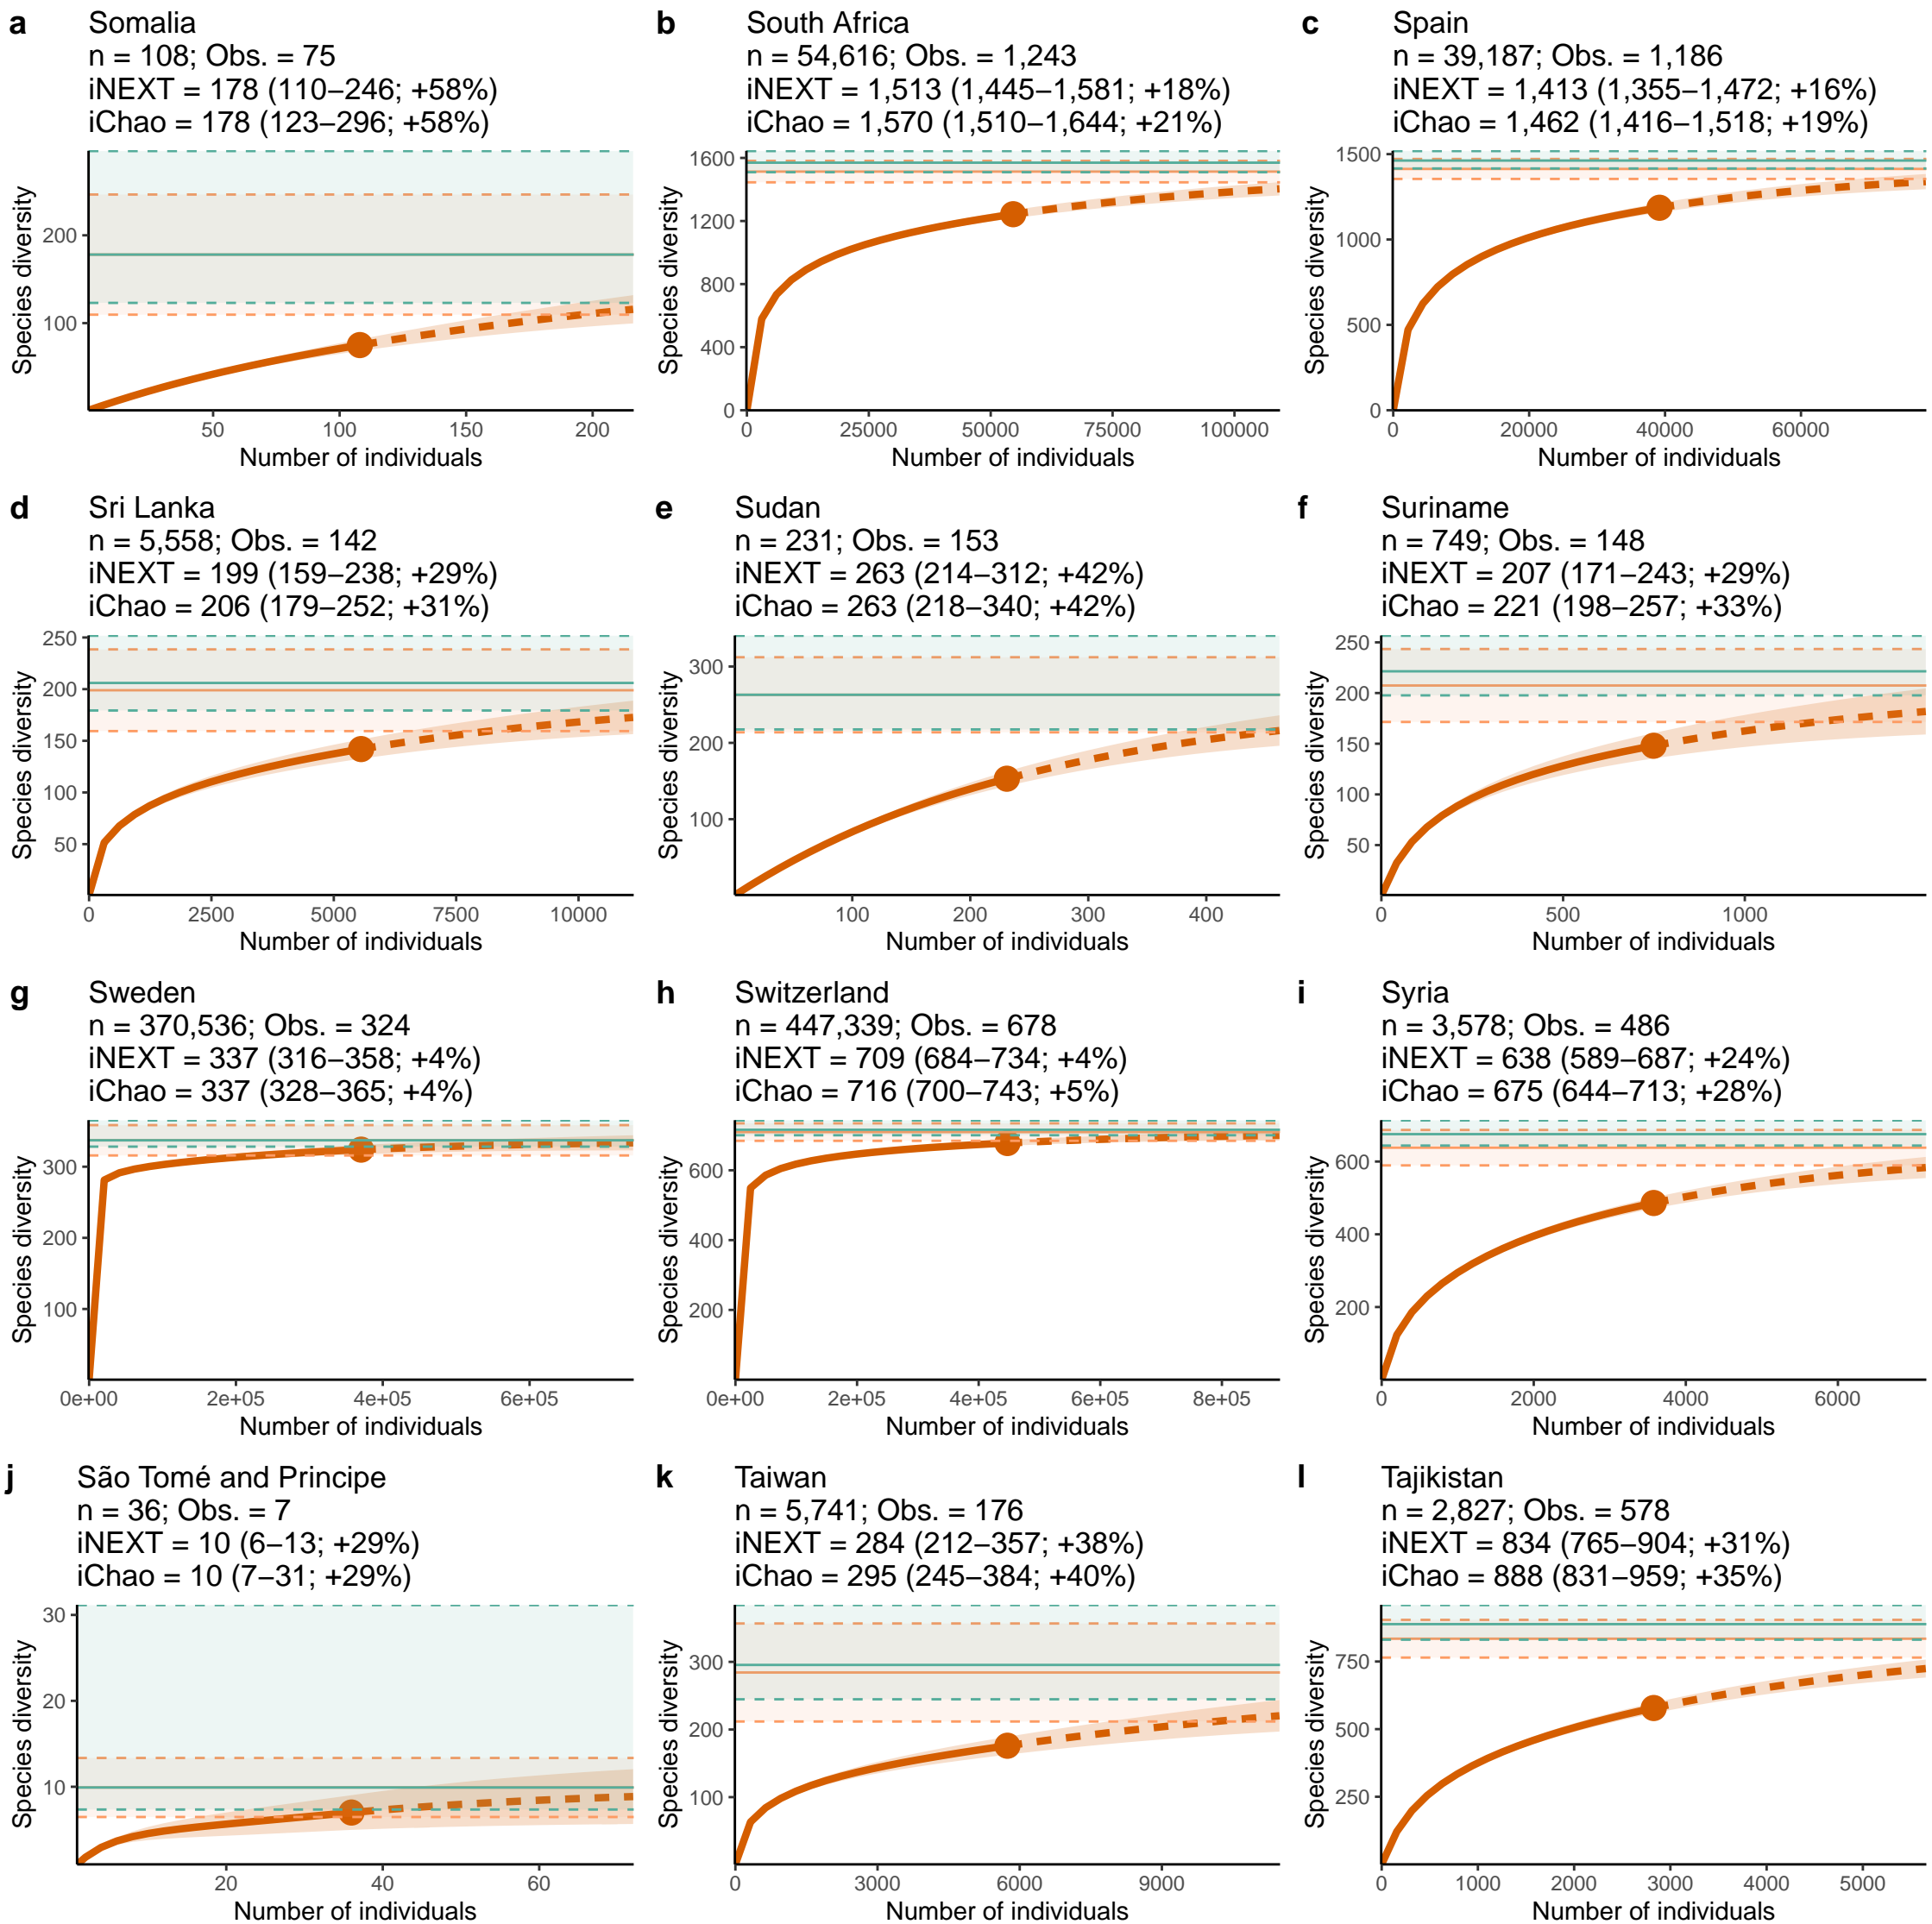 a Somalia
n = 108; Obs. = 75
iNEXT = 178 (110–246; +58%)
iChao = 178 (123–296; +58%)
Species diversity
200
100
50 100 150 200
Number of individuals
b South Africa
n = 54,616; Obs. = 1,243
iNEXT = 1,513 (1,445–1,581; +18%)
iChao = 1,570 (1,510–1,644; +21%)
Species diversity
1600
1200
800
400
0
0 25000 50000 75000 100000
Number of individuals
c Spain
n = 39,187; Obs. = 1,186
iNEXT = 1,413 (1,355–1,472; +16%)
iChao = 1,462 (1,416–1,518; +19%)
Species diversity
1500
1000
500
0
0 20000 40000 60000
Number of individuals
d Sri Lanka
n = 5,558; Obs. = 142
iNEXT = 199 (159–238; +29%)
iChao = 206 (179–252; +31%)
Species diversity
250
200
150
100
50
0 2500 5000 7500 10000
Number of individuals
e Sudan
n = 231; Obs. = 153
iNEXT = 263 (214–312; +42%)
iChao = 263 (218–340; +42%)
Species diversity
300
200
100
100 200 300 400
Number of individuals
f Suriname
n = 749; Obs. = 148
iNEXT = 207 (171–243; +29%)
iChao = 221 (198–257; +33%)
Species diversity
250
200
150
100
50
0 500 1000
Number of individuals
g Sweden
n = 370,536; Obs. = 324
iNEXT = 337 (316–358; +4%)
iChao = 337 (328–365; +4%)
Species diversity
300
200
100
0e+00 2e+05 4e+05 6e+05
Number of individuals
h Switzerland
n = 447,339; Obs. = 678
iNEXT = 709 (684–734; +4%)
iChao = 716 (700–743; +5%)
Species diversity
600
400
200
0e+00 2e+05 4e+05 6e+05 8e+05
Number of individuals
i Syria
n = 3,578; Obs. = 486
iNEXT = 638 (589–687; +24%)
iChao = 675 (644–713; +28%)
Species diversity
600
400
200
0 2000 4000 6000
Number of individuals
j São Tomé and Principe
n = 36; Obs. = 7
iNEXT = 10 (6–13; +29%)
iChao = 10 (7–31; +29%)
Species diversity
30
20
10
20 40 60
Number of individuals
k Taiwan
n = 5,741; Obs. = 176
iNEXT = 284 (212–357; +38%)
iChao = 295 (245–384; +40%)
Species diversity
300
200
100
0 3000 6000 9000
Number of individuals
l Tajikistan
n = 2,827; Obs. = 578
iNEXT = 834 (765–904; +31%)
iChao = 888 (831–959; +35%)
Species diversity
750
500
250
0 1000 2000 3000 4000 5000
Number of individuals